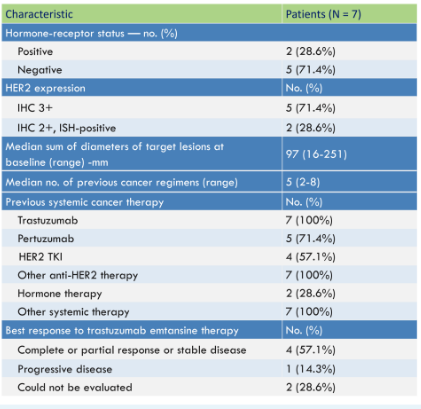 Characteristic Patients (N = 7)
Hormone-receptor status — no. (%)
Positive 2 (28.6%)
Negative 5 (71.4%)
HER2 expression No. (%)
IHC 3+ 5 (71.4%)
IHC 2+, ISH-positive 2 (28.6%)
Median sum of diameters of target lesions at
baseline (range) -mm 97 (16-251)
Median no. of previous cancer regimens (range) 5 (2-8)
Previous systemic cancer therapy No. (%)
Trastuzumab 7 (100%)
Pertuzumab 5 (71.4%)
HER2 TKI 4 (57.1%)
Other anti-HER2 therapy 7 (100%)
Hormone therapy 2 (28.6%)
Other systemic therapy 7 (100%)
Best response to trastuzumab emtansine therapy No. (%)
Complete or partial response or stable disease 4 (57.1%)
Progressive disease 1 (14.3%)
Could not be evaluated 2 (28.6%)